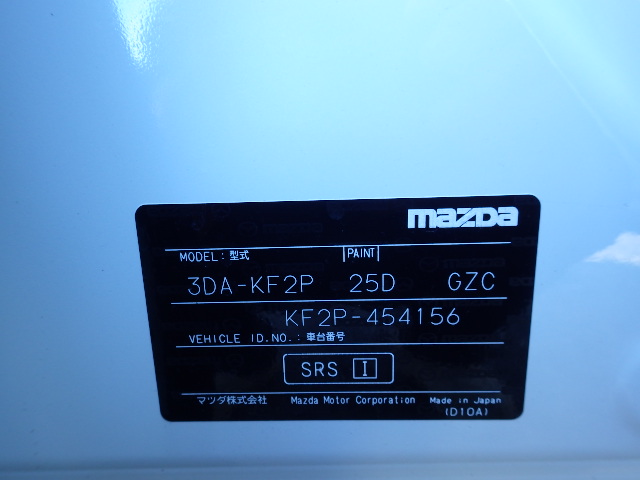 mazda
MODEL: 型式 PAINT
3DA-KF2P 25D GZC
KF2P-454156
VEHICLE ID.NO.: 車台番号
SRS I
マツダ株式会社 Mazda Motor Corporation Made in Japan
(D10A)